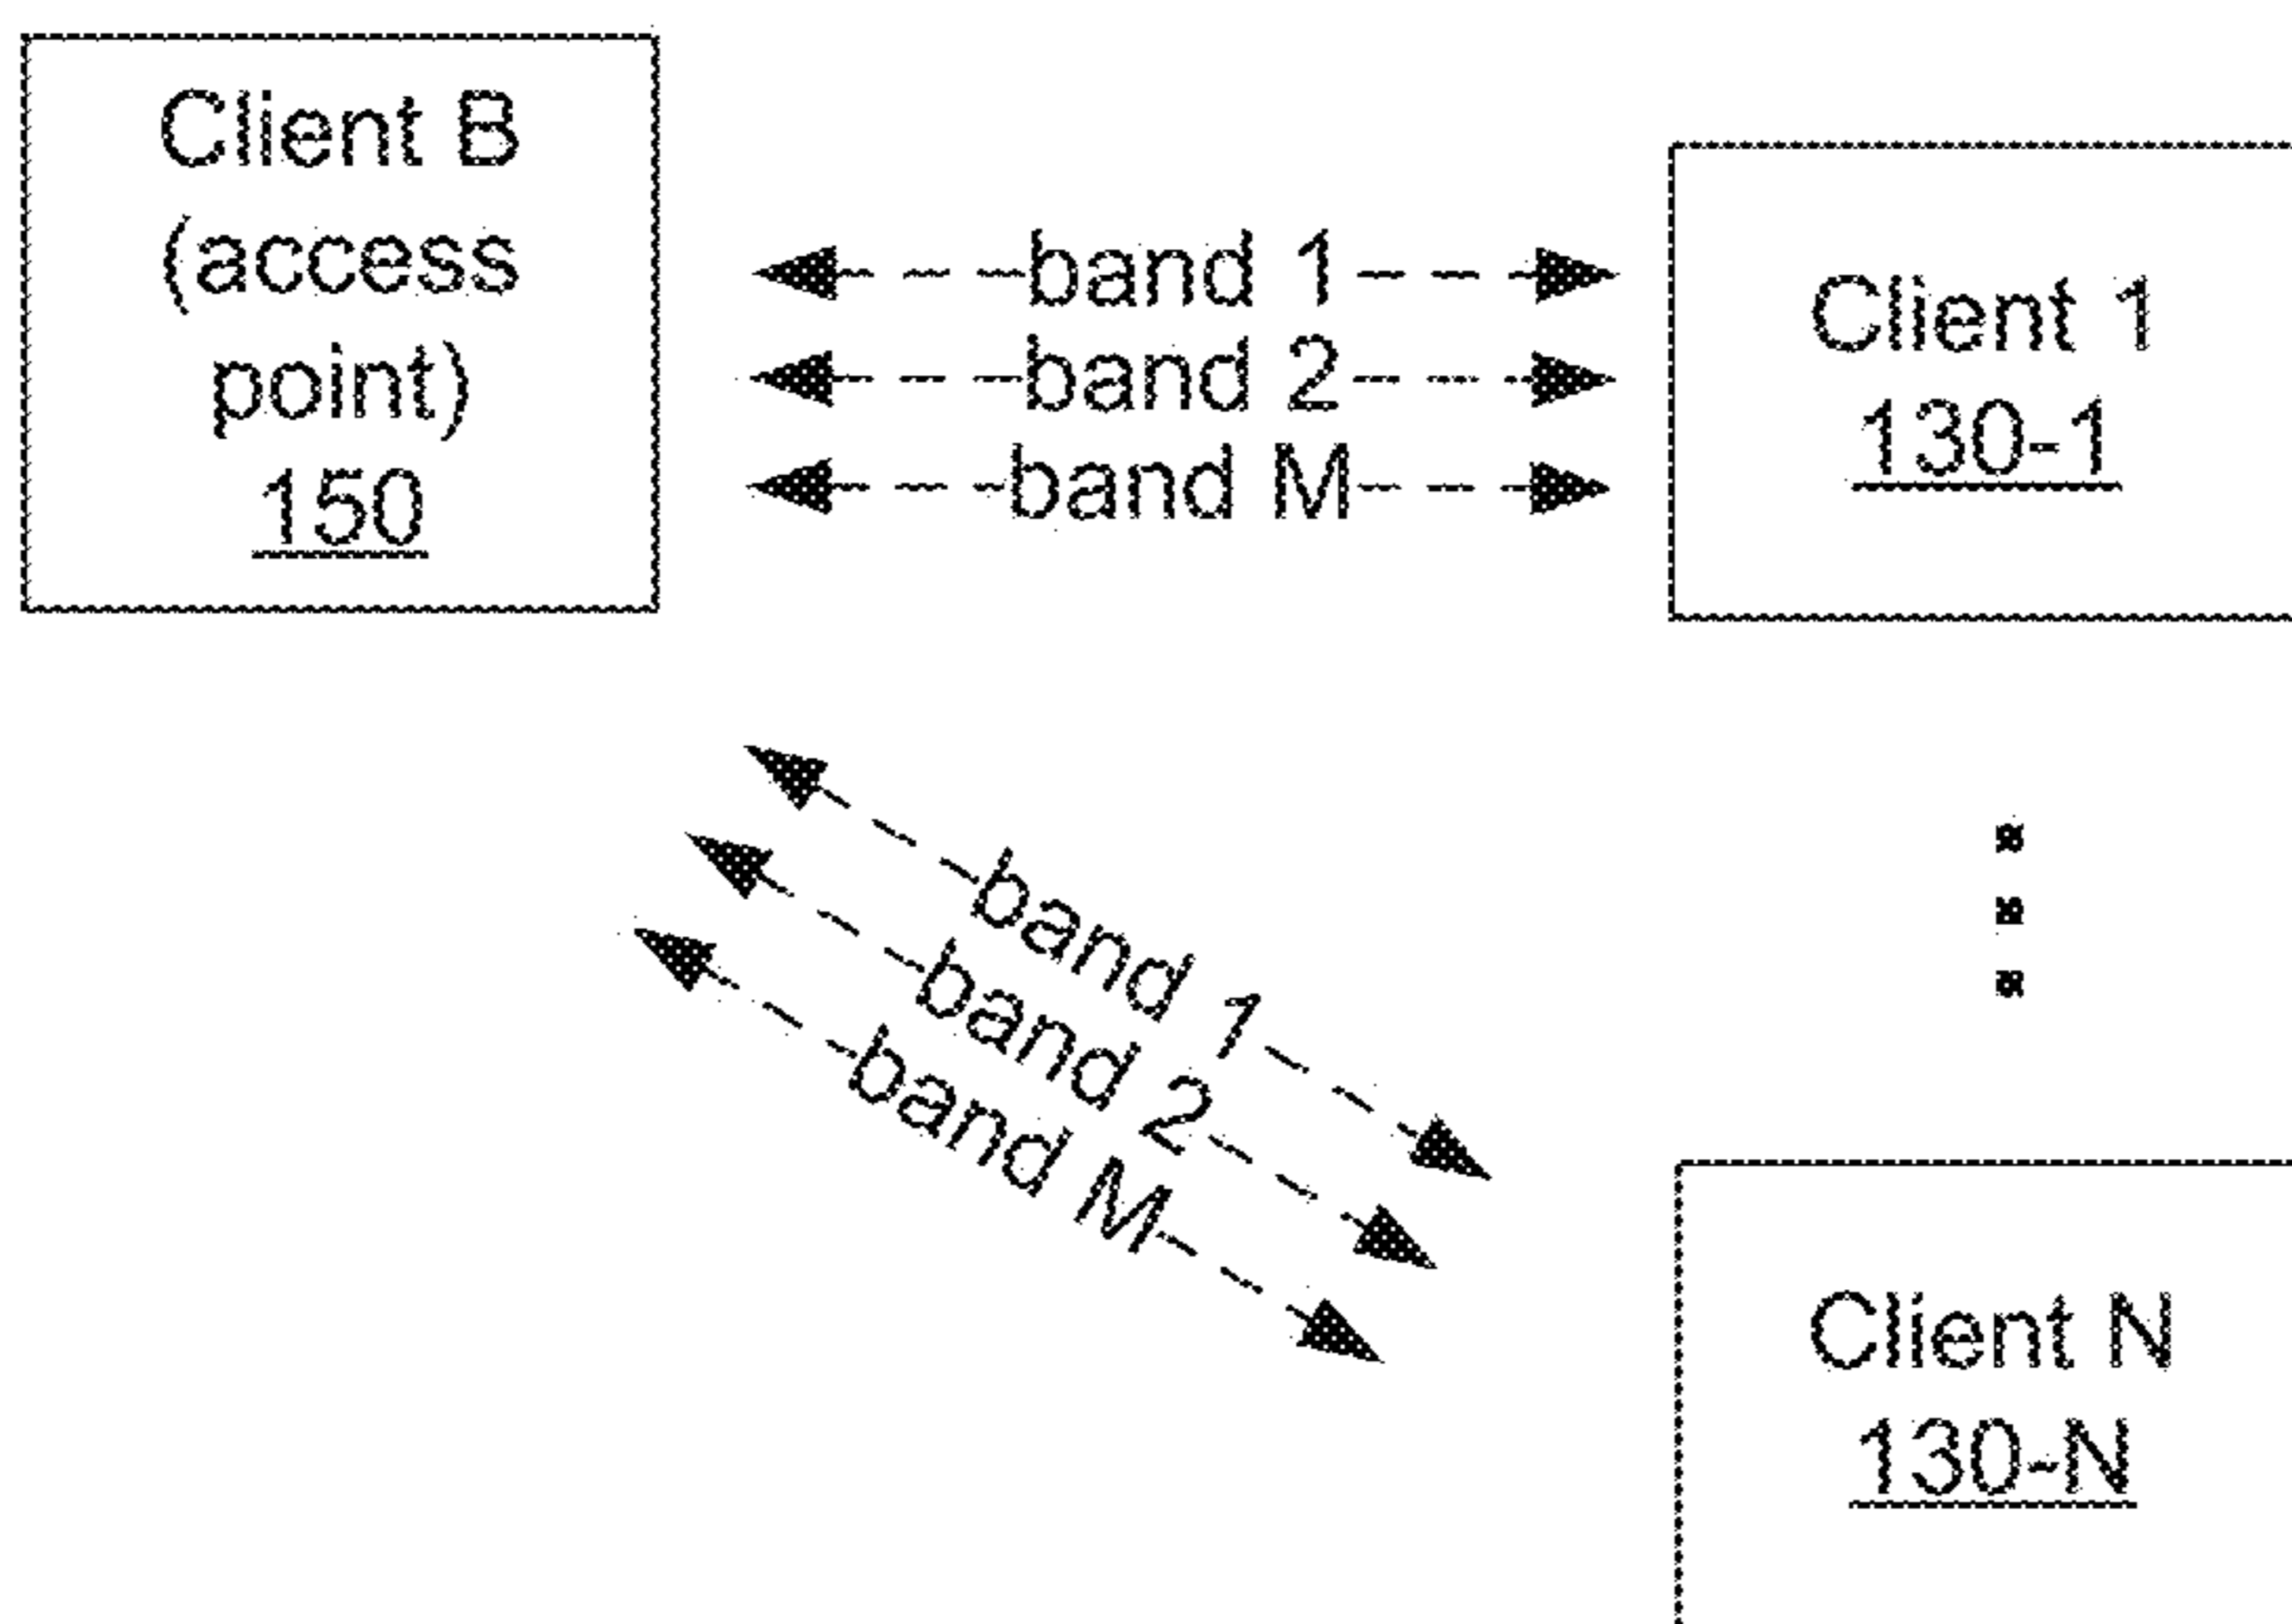 Client B
(access
point)
150
band 1
band 2
band M
Client 1
130-1
band 1
band 2
band M
Client N
130-N